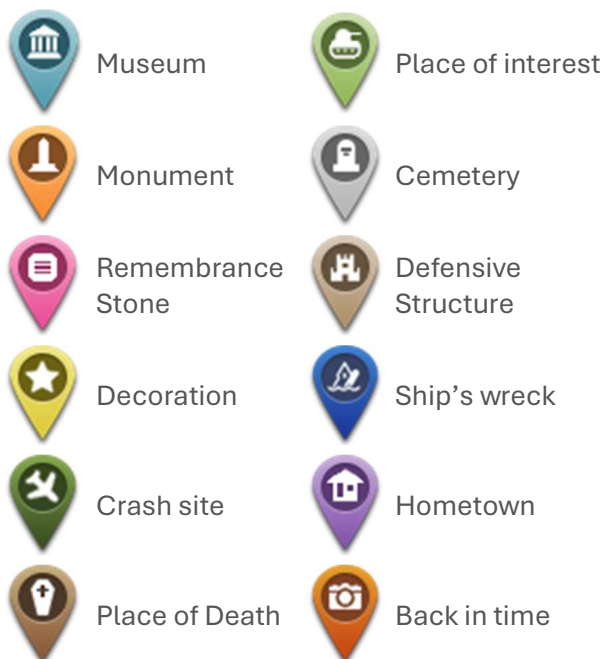 Museum
Place of interest
Monument
Cemetery
Remembrance
Stone
Defensive
Structure
Decoration
Ship's wreck
Crash site
Hometown
Place of Death
Back in time